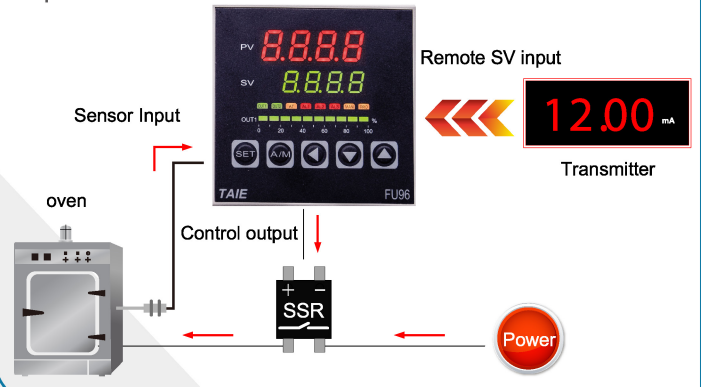 PV 8.8.8.8
SV 8.8.8.8
OUT1
0 20 40 60 80 100 %
SET A/M
TAIE FU96
Remote SV input
12.00 mA
Transmitter
Sensor Input
oven
Control output
+ −
SSR
Power